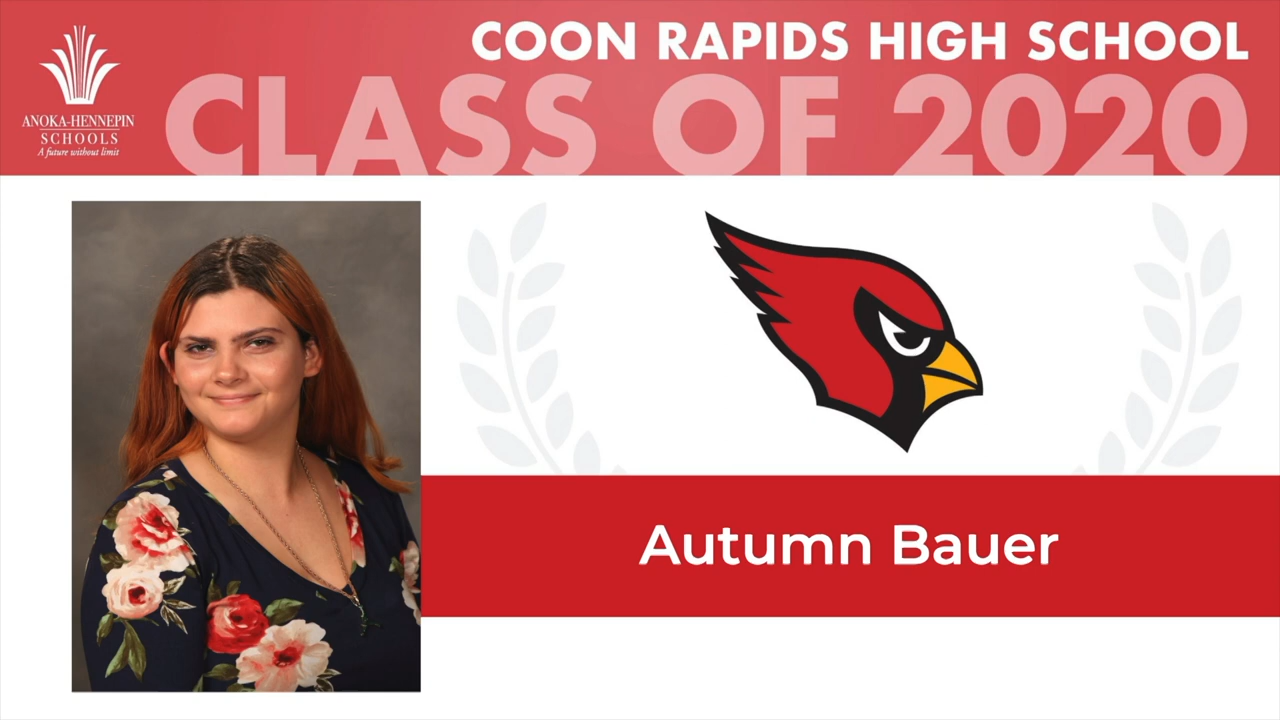 COON RAPIDS HIGH SCHOOL
CLASS OF 2020
ANOKA-HENNEPIN
SCHOOLS
A future without limit
Autumn Bauer